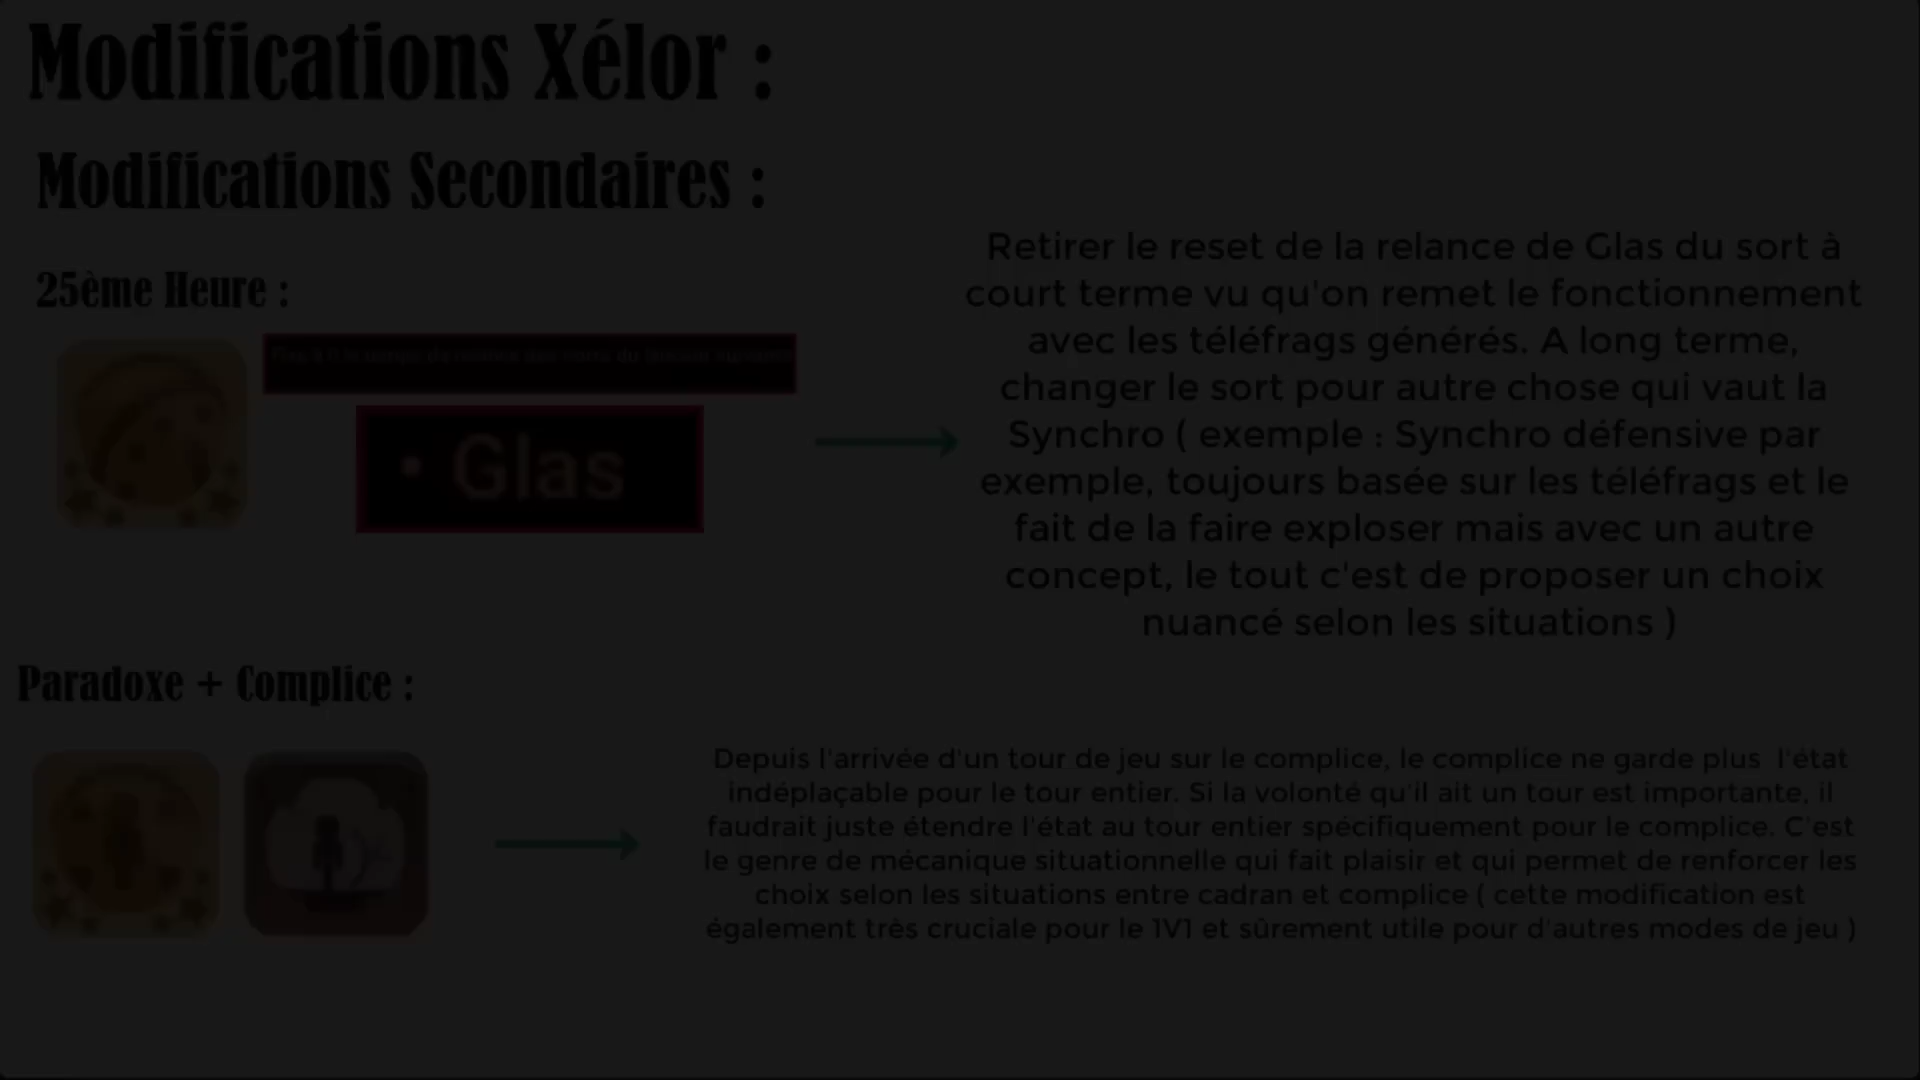 Modifications Xélor :
Modifications Secondaires :
25ème Heure :
• Glas
Retirer le reset de la relance de Glas du sort à
court terme vu qu'on remet le fonctionnement
avec les téléfrags générés. A long terme,
changer le sort pour autre chose qui vaut la
Synchro ( exemple : Synchro défensive par
exemple, toujours basée sur les téléfrags et le
fait de la faire exploser mais avec un autre
concept, le tout c'est de proposer un choix
nuancé selon les situations )
Paradoxe + Complice :
Depuis l'arrivée d'un tour de jeu sur le complice, le complice ne garde plus l'état
indéplaçable pour le tour entier. Si la volonté qu'il ait un tour est importante, il
faudrait juste étendre l'état au tour entier spécifiquement pour le complice. C'est
le genre de mécanique situationnelle qui fait plaisir et qui permet de renforcer les
choix selon les situations entre cadran et complice ( cette modification est
également très cruciale pour le 1V1 et sûrement utile pour d'autres modes de jeu )